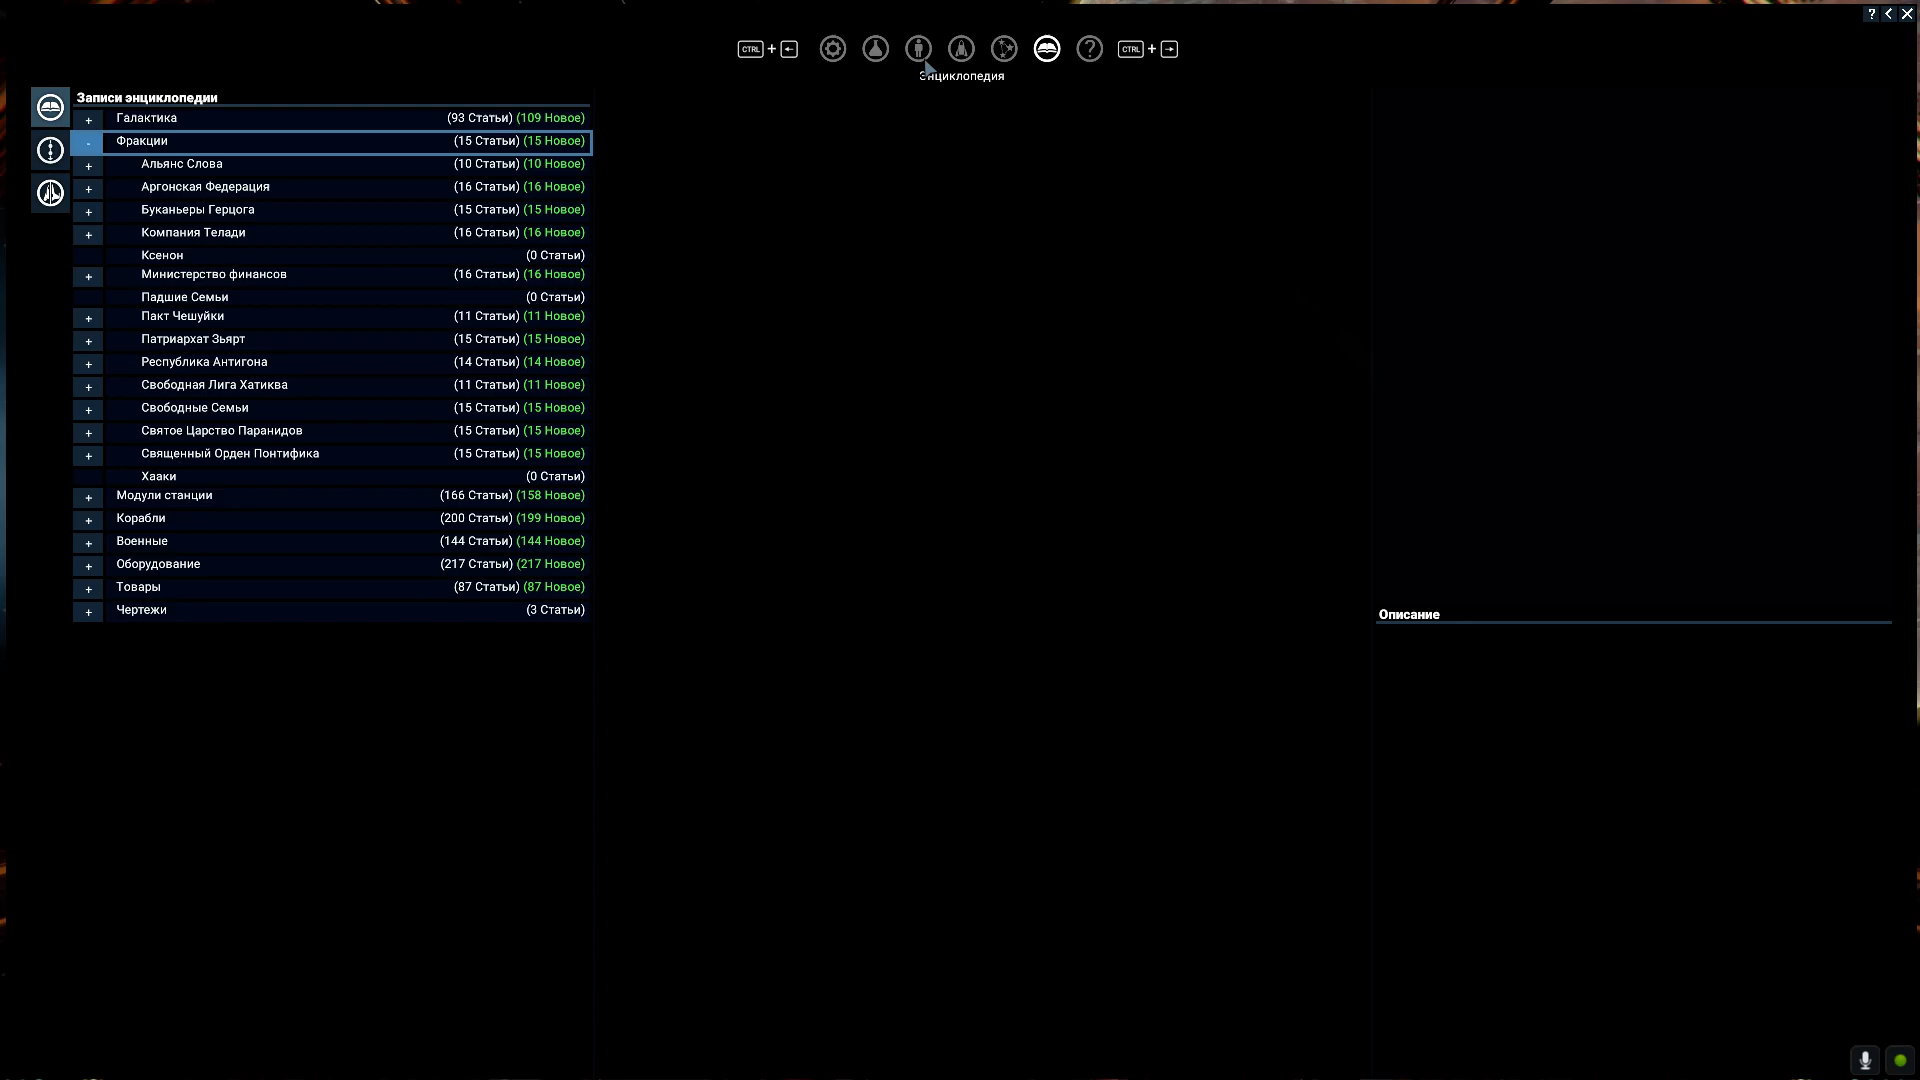 ? < X
CTRL + ← ? CTRL + →
Энциклопедия
Записи энциклопедии
+ Галактика (93 Статьи) (109 Новое)
- Фракции (15 Статьи) (15 Новое)
+ Альянс Слова (10 Статьи) (10 Новое)
+ Аргонская Федерация (16 Статьи) (16 Новое)
+ Буканьеры Герцога (15 Статьи) (15 Новое)
+ Компания Телади (16 Статьи) (16 Новое)
Ксенон (0 Статьи)
+ Министерство финансов (16 Статьи) (16 Новое)
Падшие Семьи (0 Статьи)
+ Пакт Чешуйки (11 Статьи) (11 Новое)
+ Патриархат Зьярт (15 Статьи) (15 Новое)
+ Республика Антигона (14 Статьи) (14 Новое)
+ Свободная Лига Хатиква (11 Статьи) (11 Новое)
+ Свободные Семьи (15 Статьи) (15 Новое)
+ Святое Царство Паранидов (15 Статьи) (15 Новое)
+ Священный Орден Понтифика (15 Статьи) (15 Новое)
Хааки (0 Статьи)
+ Модули станции (166 Статьи) (158 Новое)
+ Корабли (200 Статьи) (199 Новое)
+ Военные (144 Статьи) (144 Новое)
+ Оборудование (217 Статьи) (217 Новое)
+ Товары (87 Статьи) (87 Новое)
+ Чертежи (3 Статьи)
Описание